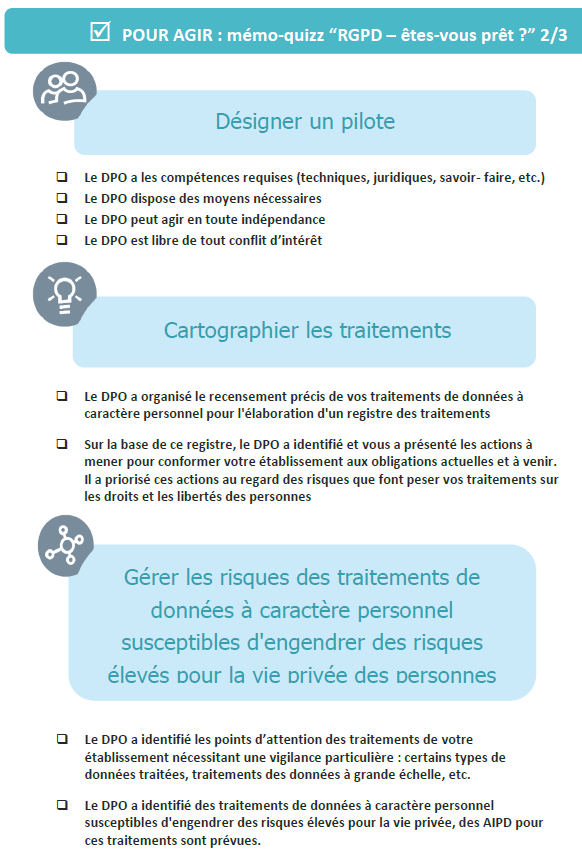 POUR AGIR : mémo-quizz “RGPD – êtes-vous prêt ?” 2/3
Désigner un pilote
Le DPO a les compétences requises (techniques, juridiques, savoir- faire, etc.)
Le DPO dispose des moyens nécessaires
Le DPO peut agir en toute indépendance
Le DPO est libre de tout conflit d’intérêt
Cartographier les traitements
Le DPO a organisé le recensement précis de vos traitements de données à
caractère personnel pour l'élaboration d'un registre des traitements
Sur la base de ce registre, le DPO a identifié et vous a présenté les actions à
mener pour conformer votre établissement aux obligations actuelles et à venir.
Il a priorisé ces actions au regard des risques que font peser vos traitements sur
les droits et les libertés des personnes
Gérer les risques des traitements de
données à caractère personnel
susceptibles d'engendrer des risques
élevés pour la vie privée des personnes
Le DPO a identifié les points d’attention des traitements de votre
établissement nécessitant une vigilance particulière : certains types de
données traitées, traitements des données à grande échelle, etc.
Le DPO a identifié des traitements de données à caractère personnel
susceptibles d'engendrer des risques élevés pour la vie privée, des AIPD pour
ces traitements sont prévues.